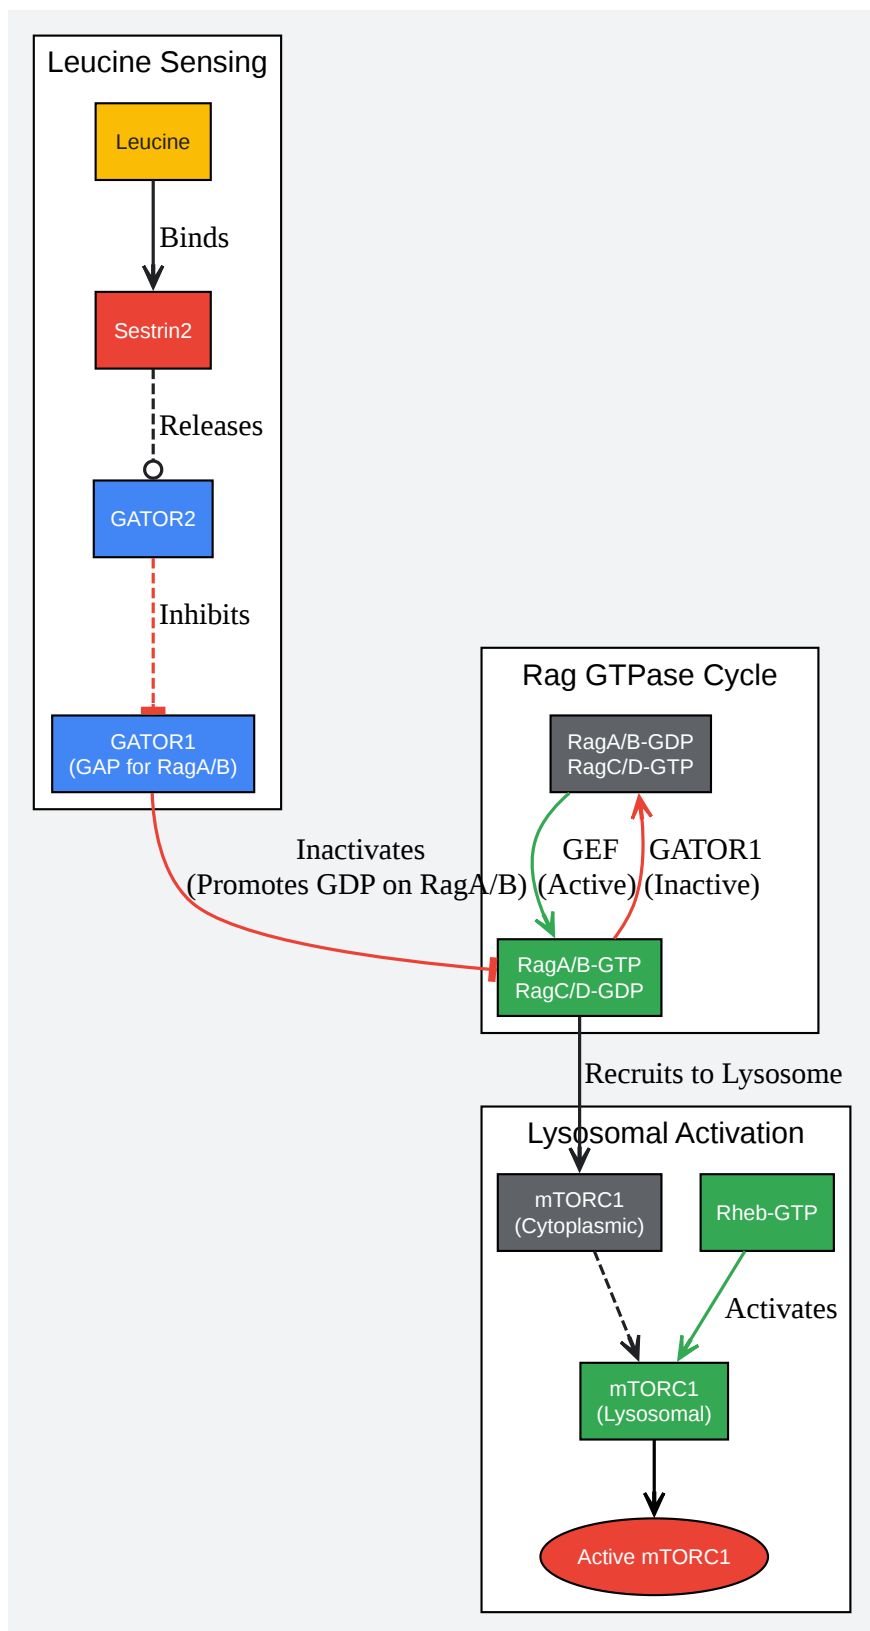 Leucine Sensing
Leucine
Binds
Sestrin2
Releases
GATOR2
Inhibits
GATOR1
(GAP for RagA/B)
Inactivates
(Promotes GDP on RagA/B)
Rag GTPase Cycle
RagA/B-GDP
RagC/D-GTP
GEF
(Active)
GATOR1
(Inactive)
RagA/B-GTP
RagC/D-GDP
Recruits to Lysosome
Lysosomal Activation
mTORC1
(Cytoplasmic)
Rheb-GTP
Activates
mTORC1
(Lysosomal)
Active mTORC1